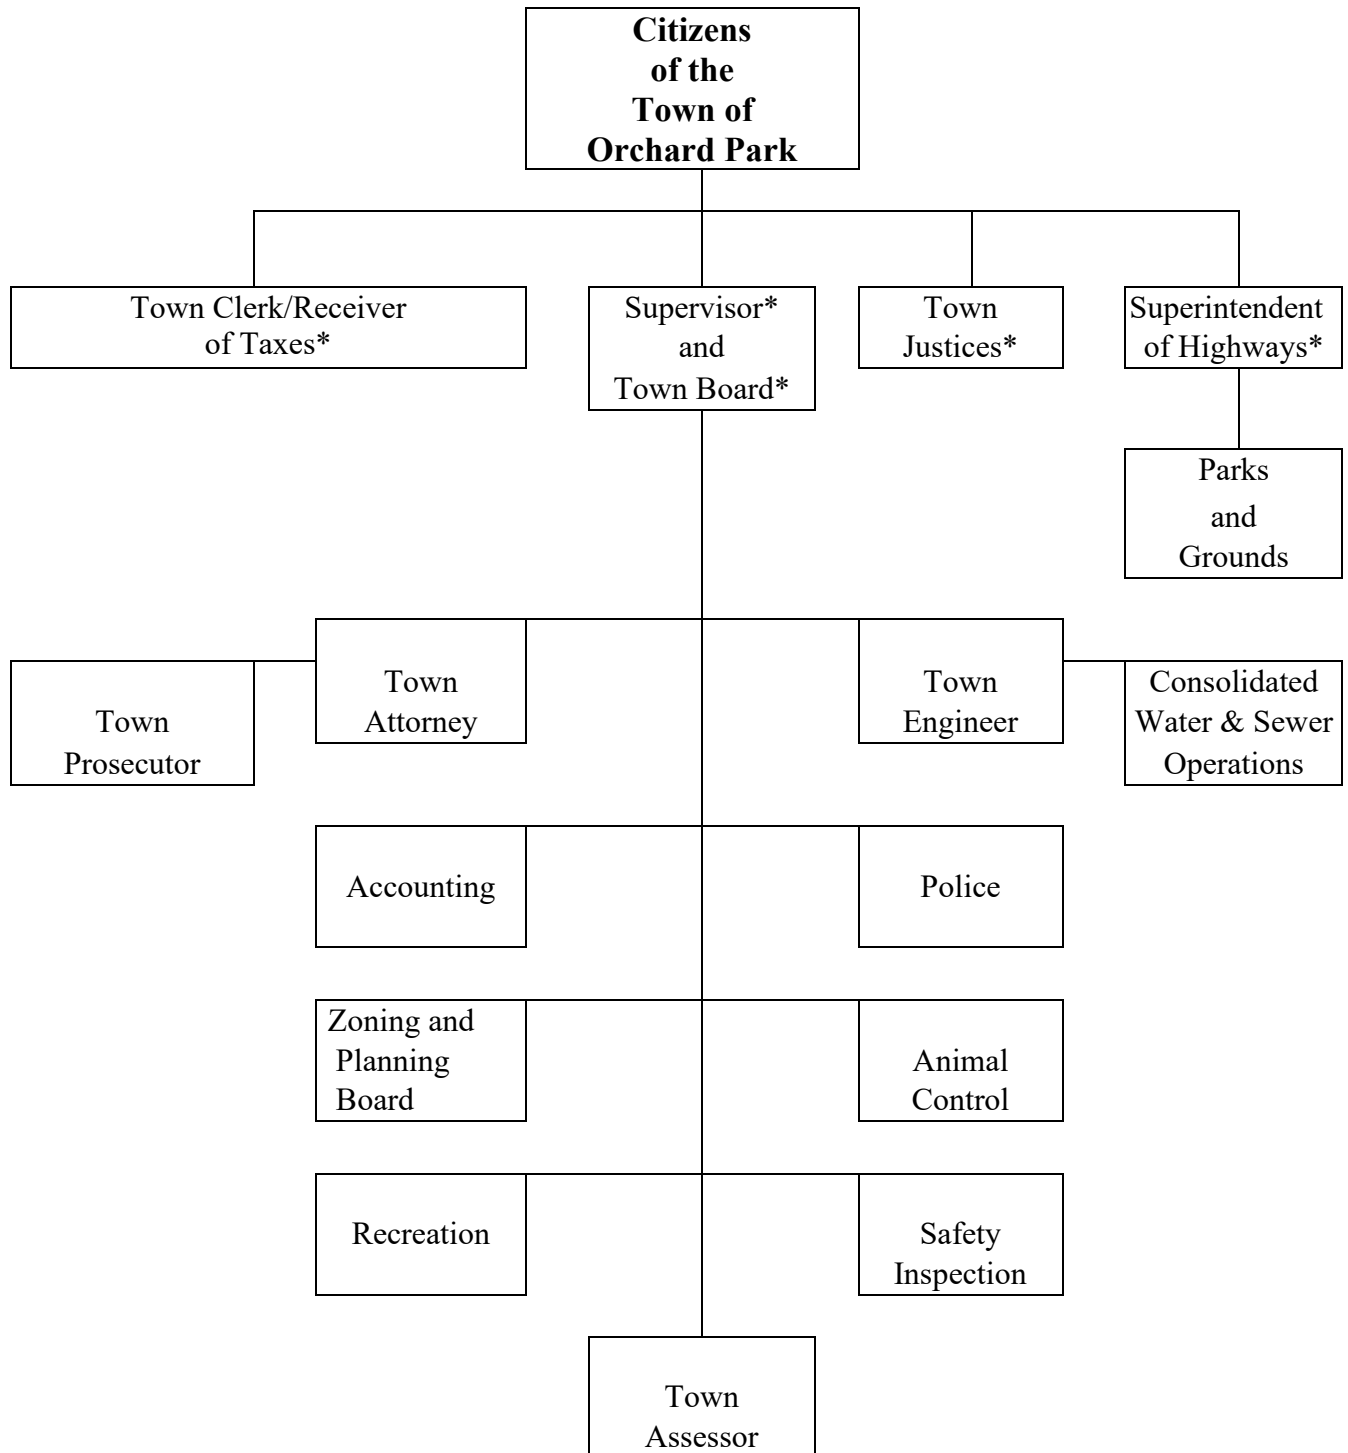 Citizens
of the
Town of
Orchard Park
Town Clerk/Receiver
of Taxes*
Supervisor*
and
Town Board*
Town
Justices*
Superintendent
of Highways*
Parks
and
Grounds
Town
Prosecutor
Town
Attorney
Town
Engineer
Consolidated
Water & Sewer
Operations
Accounting
Police
Zoning and
Planning
Board
Animal
Control
Recreation
Safety
Inspection
Town
Assessor